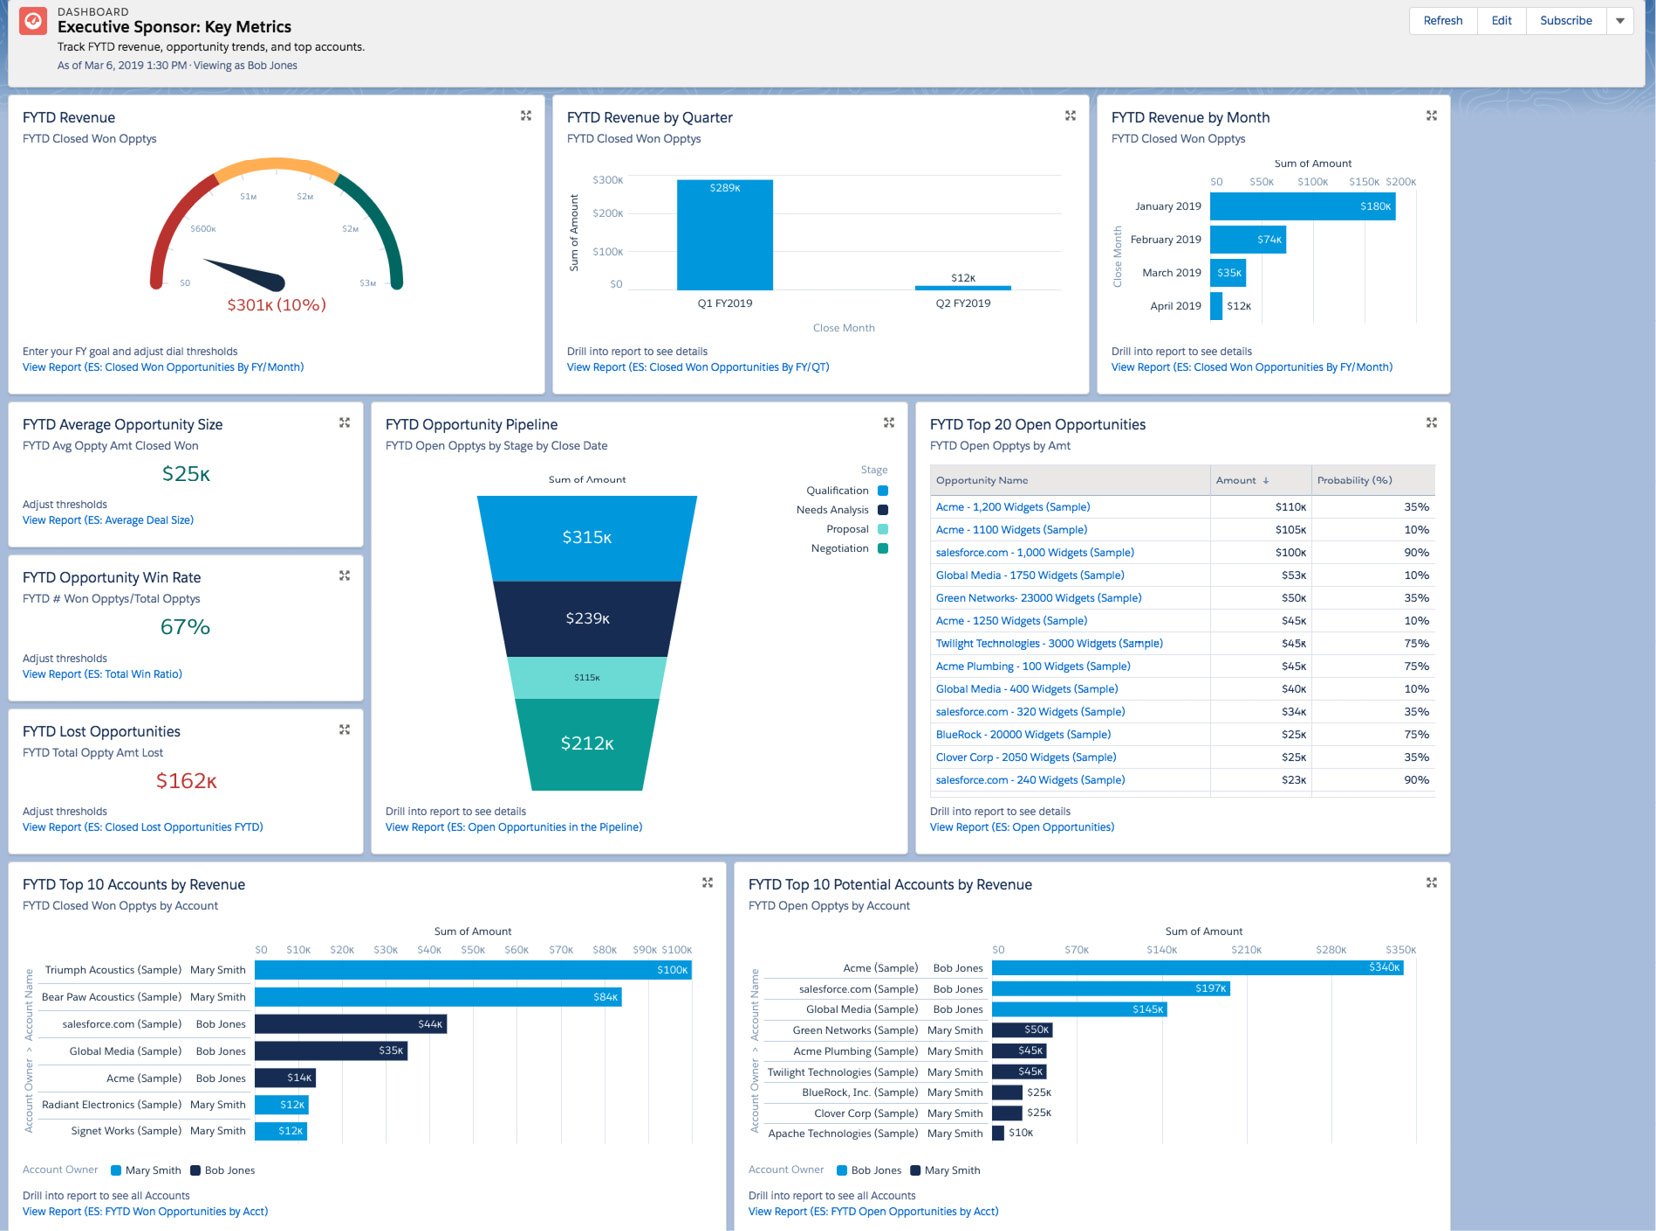 DASHBOARD
Executive Sponsor: Key Metrics
Track FYTD revenue, opportunity trends, and top accounts.
As of Mar 6, 2019 1:30 PM·Viewing as Bob Jones
Refresh
Edit
Subscribe
FYTD Revenue
FYTD Closed Won Opptys
$0
$600K
$1M
$2M
$2M
$3M
$301K (10%)
Enter your FY goal and adjust dial thresholds
View Report (ES: Closed Won Opportunities By FY/Month)
FYTD Revenue by Quarter
FYTD Closed Won Opptys
Sum of Amount
$300K
$200K
$100K
$0
$289K
$12K
Q1 FY2019
Q2 FY2019
Close Month
Drill into report to see details
View Report (ES: Closed Won Opportunities By FY/QT)
FYTD Revenue by Month
FYTD Closed Won Opptys
Sum of Amount
$0 $50K $100K $150K $200K
Close Month
January 2019 $180K
February 2019 $74K
March 2019 $35K
April 2019 $12K
Drill into report to see details
View Report (ES: Closed Won Opportunities By FY/Month)
FYTD Average Opportunity Size
FYTD Avg Oppty Amt Closed Won
$25K
Adjust thresholds
View Report (ES: Average Deal Size)
FYTD Opportunity Win Rate
FYTD # Won Opptys/Total Opptys
67%
Adjust thresholds
View Report (ES: Total Win Ratio)
FYTD Lost Opportunities
FYTD Total Oppty Amt Lost
$162K
Adjust thresholds
View Report (ES: Closed Lost Opportunities FYTD)
FYTD Opportunity Pipeline
FYTD Open Opptys by Stage by Close Date
Sum of Amount
$315K
$239K
$115K
$212K
Stage
Qualification
Needs Analysis
Proposal
Negotiation
Drill into report to see details
View Report (ES: Open Opportunities in the Pipeline)
FYTD Top 20 Open Opportunities
FYTD Open Opptys by Amt
Opportunity Name Amount ↓ Probability (%)
Acme - 1,200 Widgets (Sample) $110K 35%
Acme - 1100 Widgets (Sample) $105K 10%
salesforce.com - 1,000 Widgets (Sample) $100K 90%
Global Media - 1750 Widgets (Sample) $53K 10%
Green Networks- 23000 Widgets (Sample) $50K 35%
Acme - 1250 Widgets (Sample) $45K 10%
Twilight Technologies - 3000 Widgets (Sample) $45K 75%
Acme Plumbing - 100 Widgets (Sample) $45K 75%
Global Media - 400 Widgets (Sample) $40K 10%
salesforce.com - 320 Widgets (Sample) $34K 35%
BlueRock - 20000 Widgets (Sample) $25K 75%
Clover Corp - 2050 Widgets (Sample) $25K 35%
salesforce.com - 240 Widgets (Sample) $23K 90%
Drill into report to see details
View Report (ES: Open Opportunities)
FYTD Top 10 Accounts by Revenue
FYTD Closed Won Opptys by Account
Sum of Amount
$0 $10K $20K $30K $40K $50K $60K $70K $80K $90K $100K
Account Owner > Account Name
Triumph Acoustics (Sample) Mary Smith $100K
Bear Paw Acoustics (Sample) Mary Smith $84K
salesforce.com (Sample) Bob Jones $44K
Global Media (Sample) Bob Jones $35K
Acme (Sample) Bob Jones $14K
Radiant Electronics (Sample) Mary Smith $12K
Signet Works (Sample) Mary Smith $12K
Account Owner Mary Smith Bob Jones
Drill into report to see all Accounts
View Report (ES: FYTD Won Opportunities by Acct)
FYTD Top 10 Potential Accounts by Revenue
FYTD Open Opptys by Account
Sum of Amount
$0 $70K $140K $210K $280K $350K
Account Owner > Account Name
Acme (Sample) Bob Jones $340K
salesforce.com (Sample) Bob Jones $197K
Global Media (Sample) Bob Jones $145K
Green Networks (Sample) Mary Smith $50K
Acme Plumbing (Sample) Mary Smith $45K
Twilight Technologies (Sample) Mary Smith $45K
BlueRock, Inc. (Sample) Mary Smith $25K
Clover Corp (Sample) Mary Smith $25K
Apache Technologies (Sample) Mary Smith $10K
Account Owner Bob Jones Mary Smith
Drill into report to see all Accounts
View Report (ES: FYTD Open Opportunities by Acct)